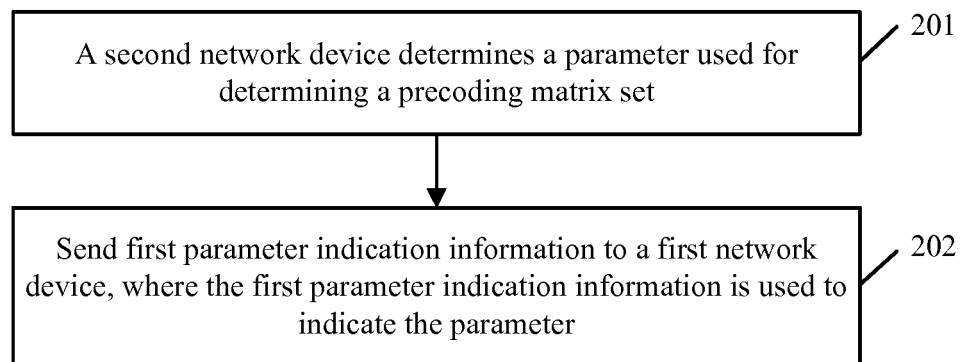 201
A second network device determines a parameter used for
determining a precoding matrix set
202
Send first parameter indication information to a first network
device, where the first parameter indication information is used to
indicate the parameter